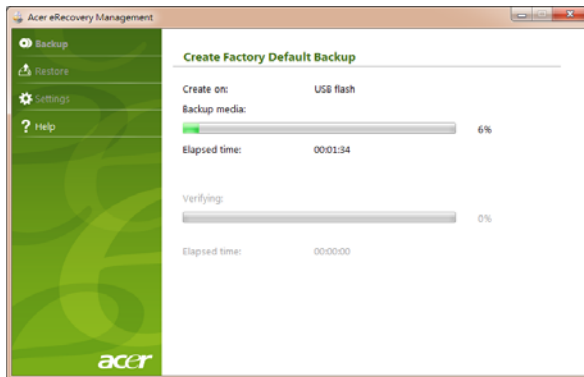 Acer eRecovery Management
Backup
Restore
Settings
? Help
Create Factory Default Backup
Create on: USB flash
Backup media:
6%
Elapsed time: 00:01:34
Verifying:
0%
Elapsed time: 00:00:00
acer